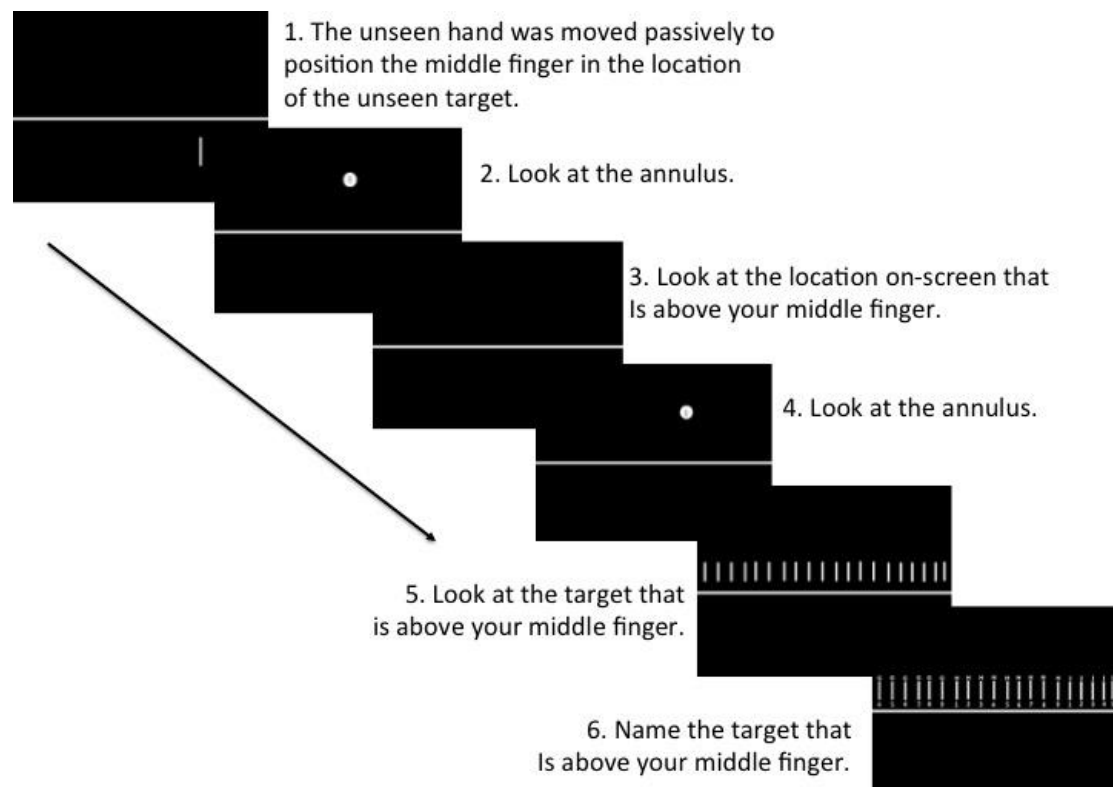 1. The unseen hand was moved passively to
position the middle finger in the location
of the unseen target.
2. Look at the annulus.
3. Look at the location on-screen that
Is above your middle finger.
4. Look at the annulus.
5. Look at the target that
is above your middle finger.
6. Name the target that
Is above your middle finger.